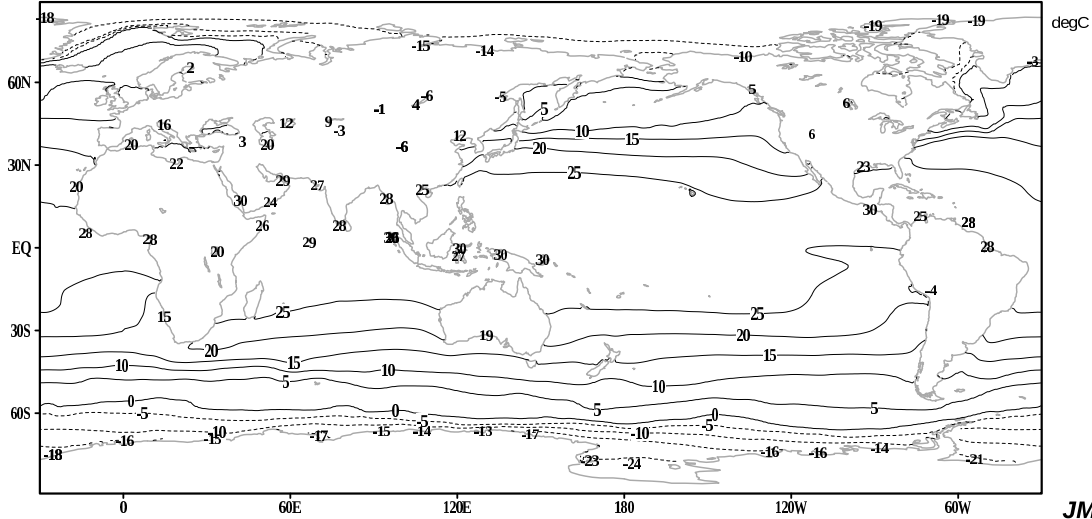 -18 -19 -19 -19 degC
-15 -14 -10 -3
2
60N -6 4 -1 -5 5 5 6
16 12 9 -3 12 10 15 6
20 3 20 -6 20
30N 22 25 23
20 29 27 18 25
30 24 30 25 28
28 28 26 28
EQ 20 29 30 27 30 30 28
15 25 25 -4
30S 20 19 20
15 15
10 5 10 10
0 0 5 0 5
60S -5 -5 -5
-16 -10 -15 -17 -15 -14 -13 -17 -10 -14
-18 -23 -24 -16 -16 -21
0 60E 120E 180 120W 60W JM